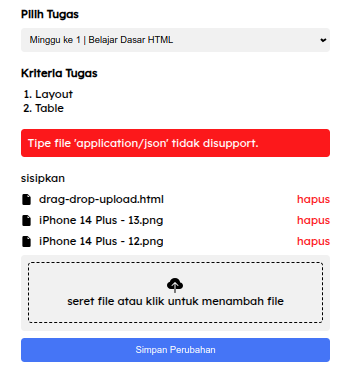 Pilih Tugas
Minggu ke 1 | Belajar Dasar HTML
Kriteria Tugas
1. Layout
2. Table
Tipe file 'application/json' tidak disupport.
sisipkan
drag-drop-upload.html hapus
iPhone 14 Plus - 13.png hapus
iPhone 14 Plus - 12.png hapus
seret file atau klik untuk menambah file
Simpan Perubahan